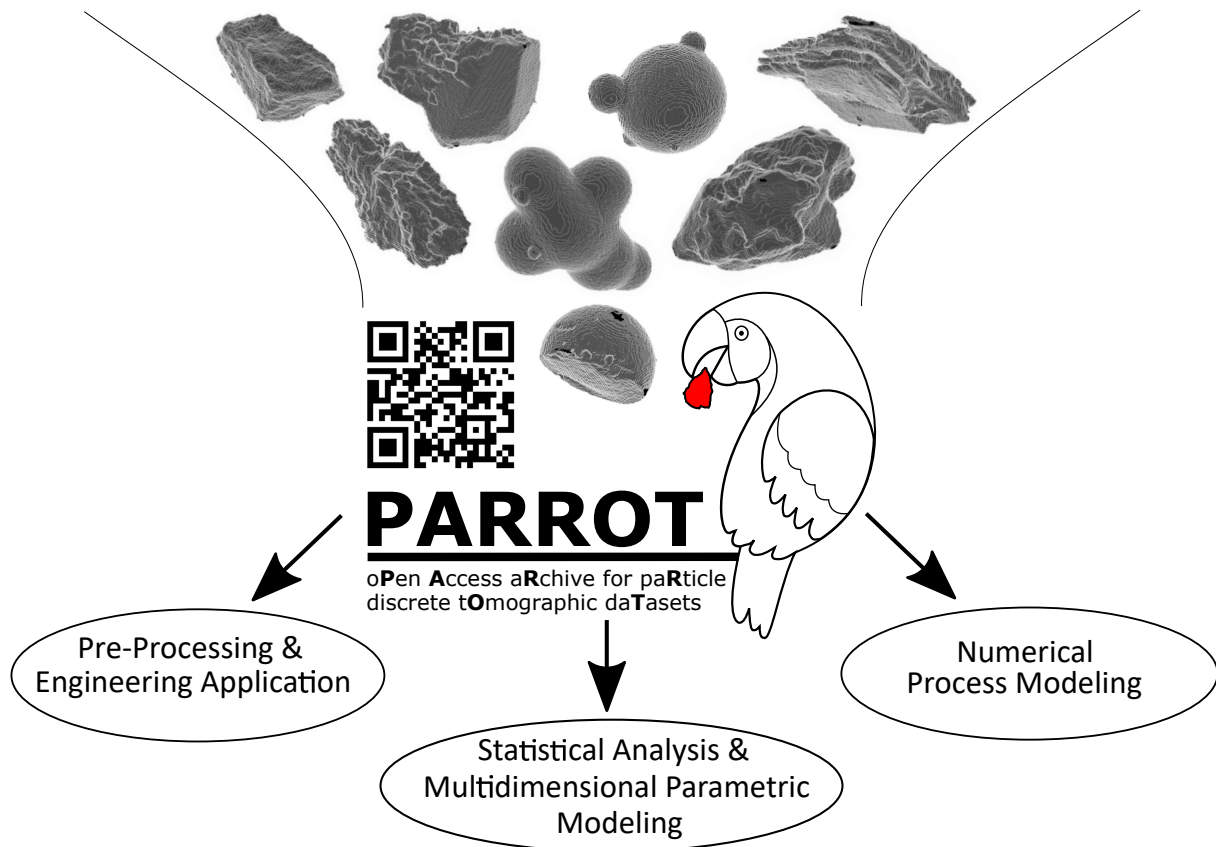 PARROT
oPen Access aRchive for paRticle
discrete tOmographic daTasets
Pre-Processing &
Engineering Application
Statistical Analysis &
Multidimensional Parametric
Modeling
Numerical
Process Modeling